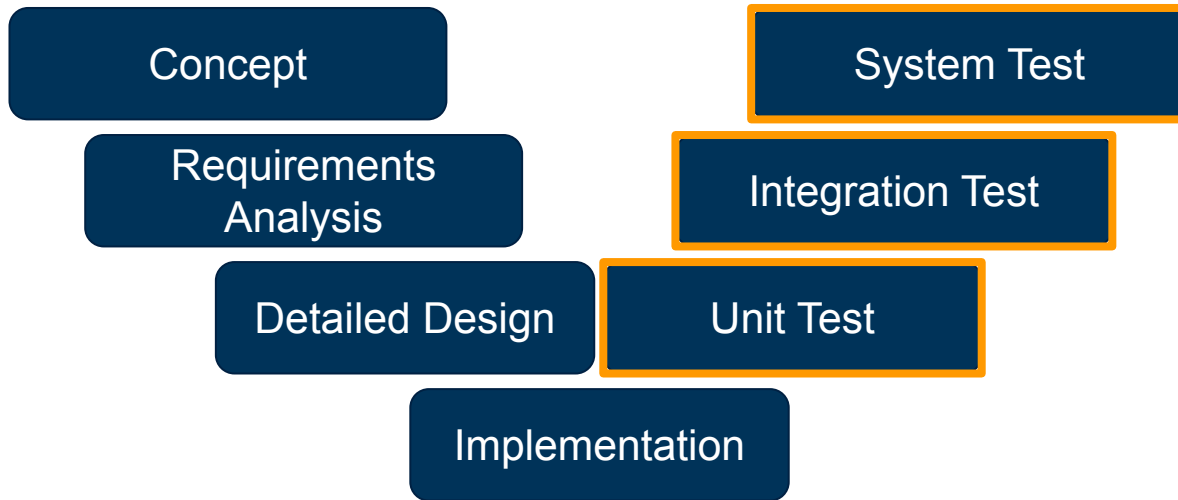 Concept
System Test
Requirements
Analysis
Integration Test
Detailed Design
Unit Test
Implementation